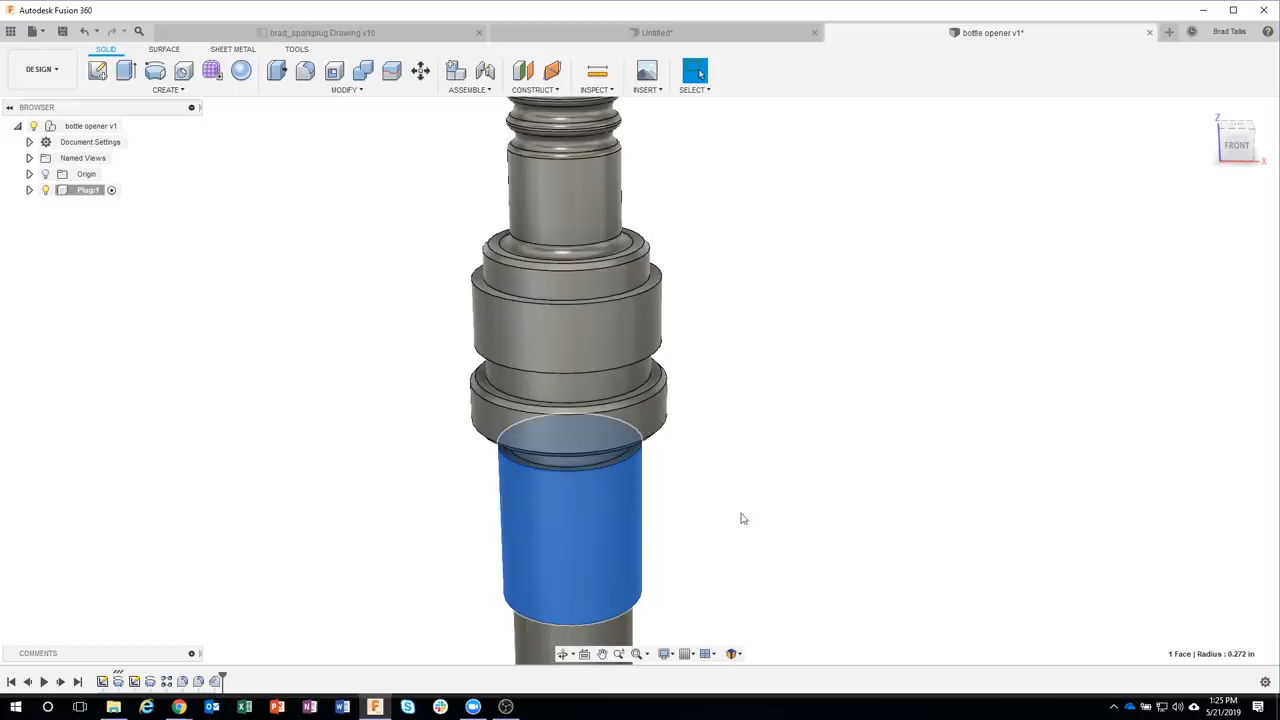 Autodesk Fusion 360
brad_sparkplug Drawing v10
Untitled*
bottle opener v1*
Brad Tallis
SOLID
SURFACE
SHEET METAL
TOOLS
DESIGN
CREATE
MODIFY
ASSEMBLE
CONSTRUCT
INSPECT
INSERT
SELECT
BROWSER
bottle opener v1
Document Settings
Named Views
Origin
Plug:1
Z
FRONT
X
COMMENTS
1 Face | Radius : 0.272 in
1:25 PM
5/21/2019